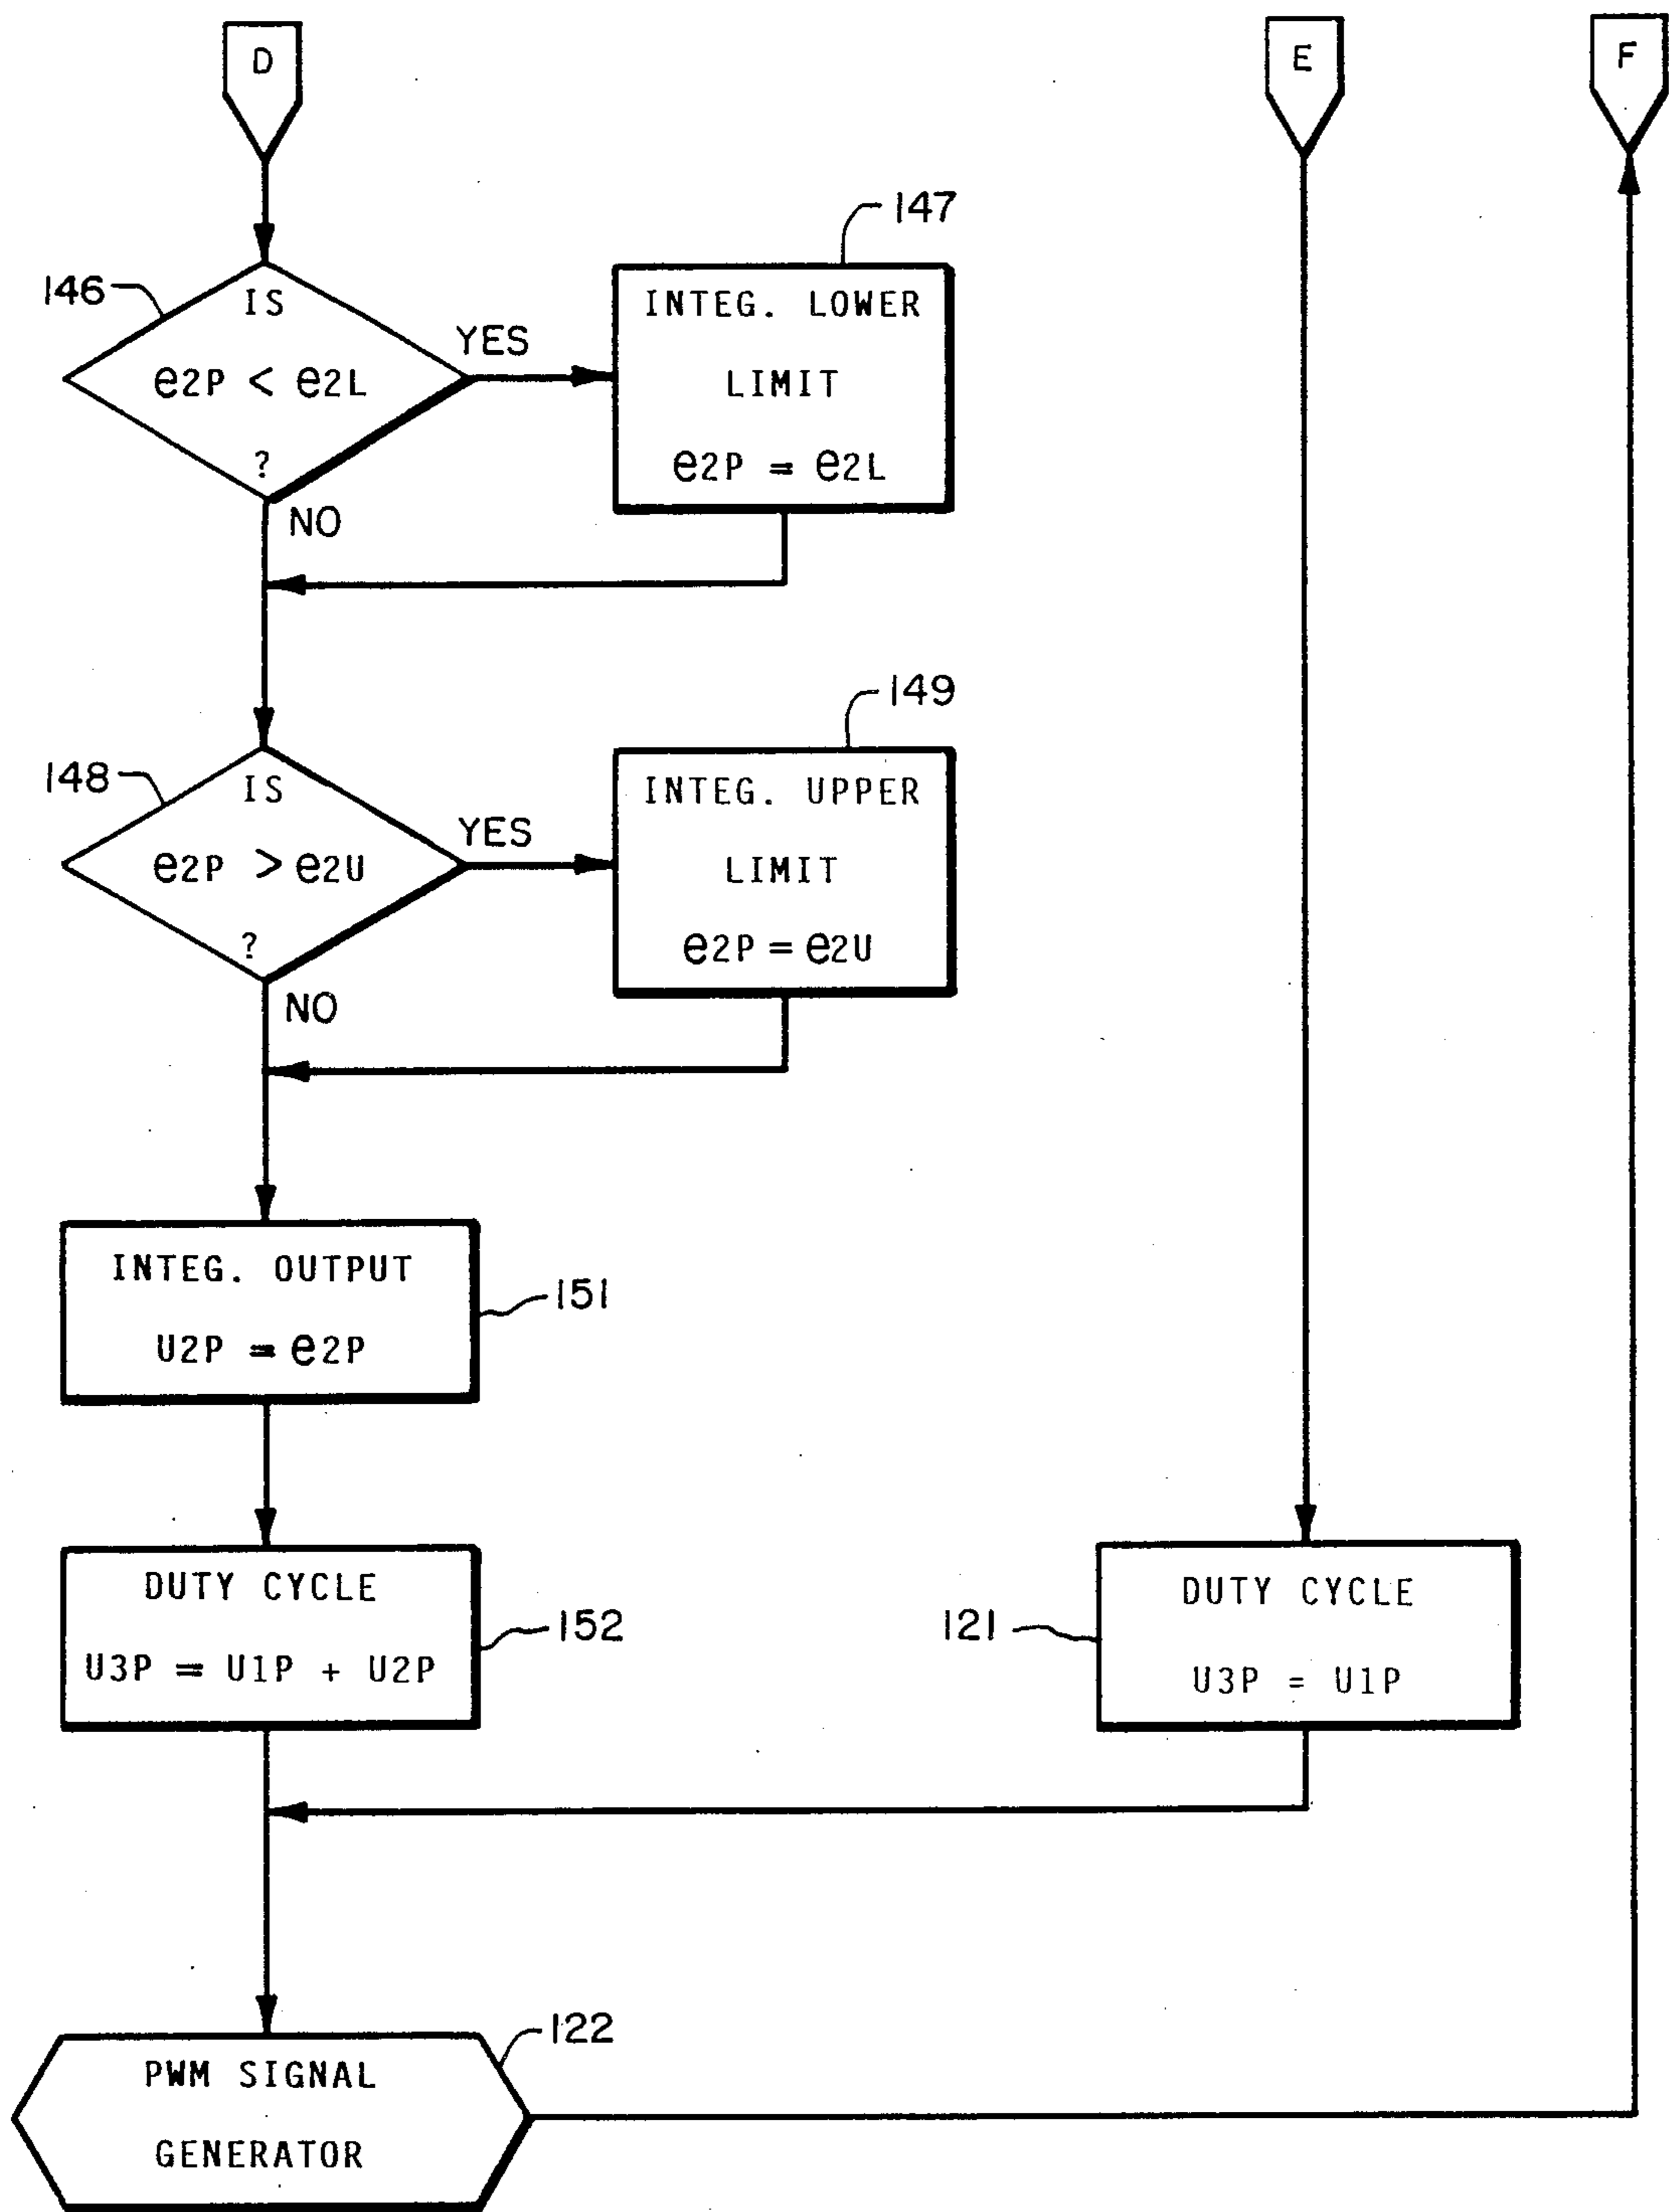 D
E
F
147
146
IS
e2P < e2L
?
YES
NO
INTEG. LOWER
LIMIT
e2P = e2L
149
148
IS
e2P > e2U
?
YES
NO
INTEG. UPPER
LIMIT
e2P = e2U
INTEG. OUTPUT
U2P = e2P
151
DUTY CYCLE
U3P = U1P + U2P
152
121
DUTY CYCLE
U3P = U1P
122
PWM SIGNAL
GENERATOR